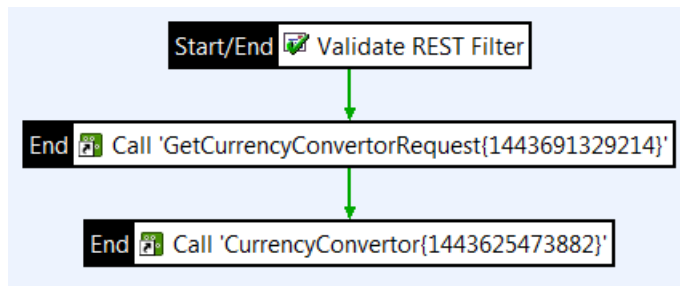 Start/End Validate REST Filter
End Call 'GetCurrencyConvertorRequest{1443691329214}'
End Call 'CurrencyConvertor{1443625473882}'